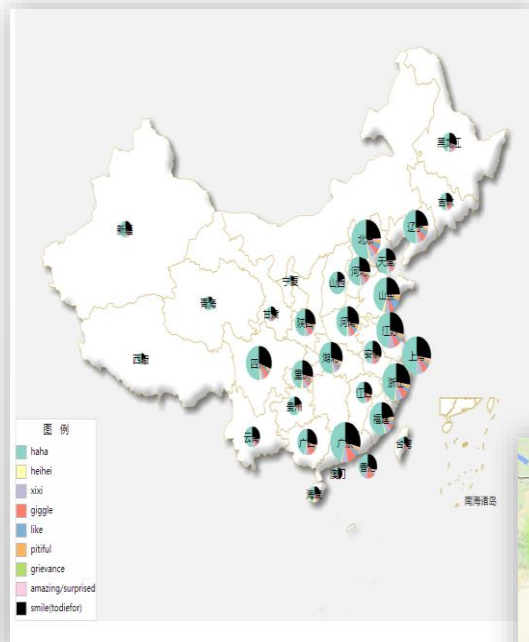 黑龙江
吉林
辽宁
北京
天津
河北
山西
宁夏
新疆
青海
甘肃
西藏
山东
陕西
河南
江苏
安徽
上海
湖北
四川
重庆
浙江
江西
贵州
福建
云南
广西
广东
台湾
香港
澳门
海南
南海诸岛
图 例
haha
heihei
xixi
giggle
like
pitiful
grievance
amazing/surprised
smile(todiefor)